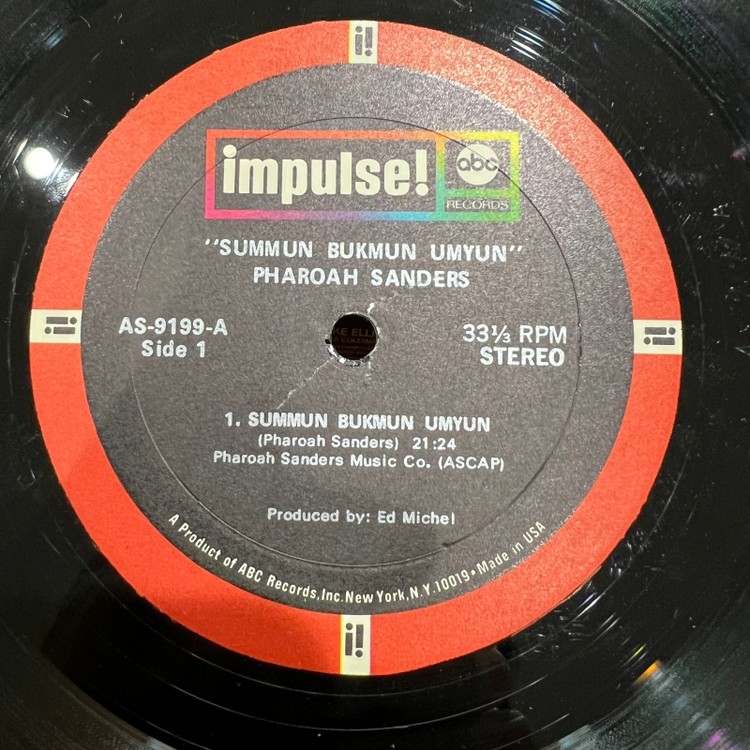 i!
impulse! abc
RECORDS
"SUMMUN BUKMUN UMYUN"
PHAROAH SANDERS
AS-9199-A
Side 1
33⅓ RPM
STEREO
i! i!
1. SUMMUN BUKMUN UMYUN
(Pharoah Sanders) 21:24
Pharoah Sanders Music Co. (ASCAP)
Produced by: Ed Michel
A Product of ABC Records, Inc. New York, N.Y. 10019 • Made in USA
i!